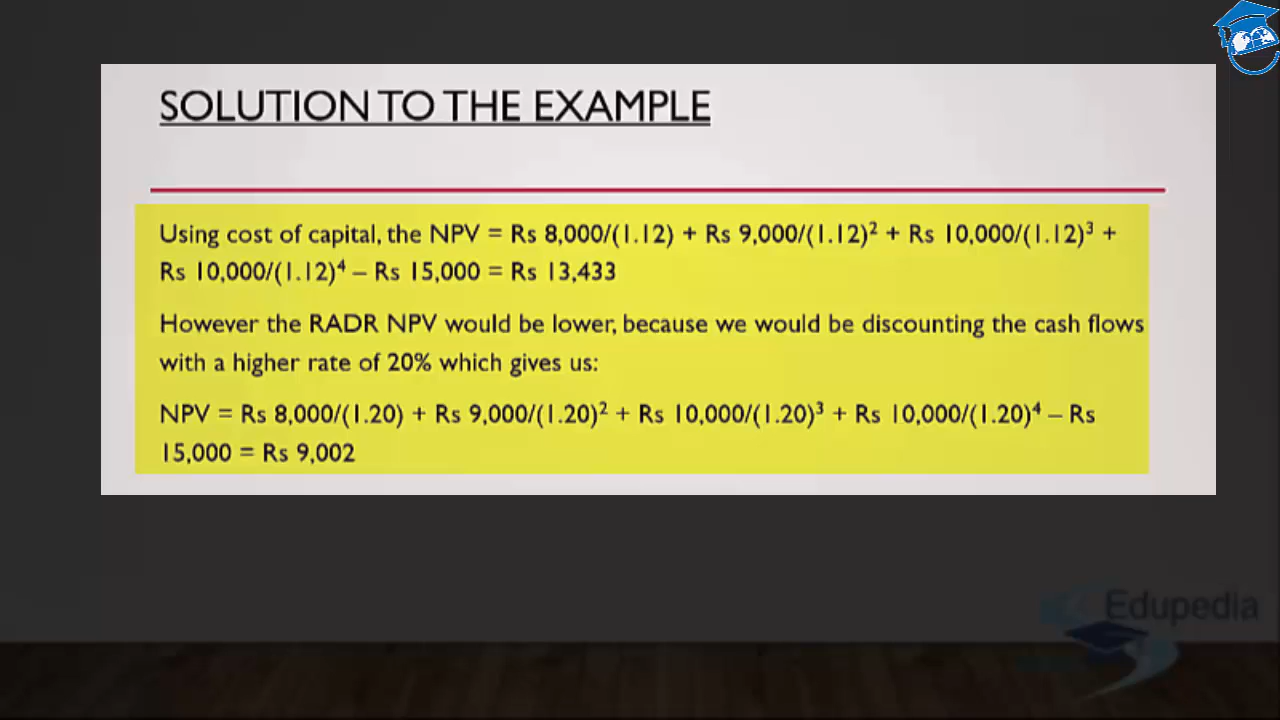 SOLUTION TO THE EXAMPLE
Using cost of capital, the NPV = Rs 8,000/(1.12) + Rs 9,000/(1.12)² + Rs 10,000/(1.12)³ +
Rs 10,000/(1.12)⁴ – Rs 15,000 = Rs 13,433
However the RADR NPV would be lower, because we would be discounting the cash flows
with a higher rate of 20% which gives us:
NPV = Rs 8,000/(1.20) + Rs 9,000/(1.20)² + Rs 10,000/(1.20)³ + Rs 10,000/(1.20)⁴ – Rs
15,000 = Rs 9,002
Edupedia